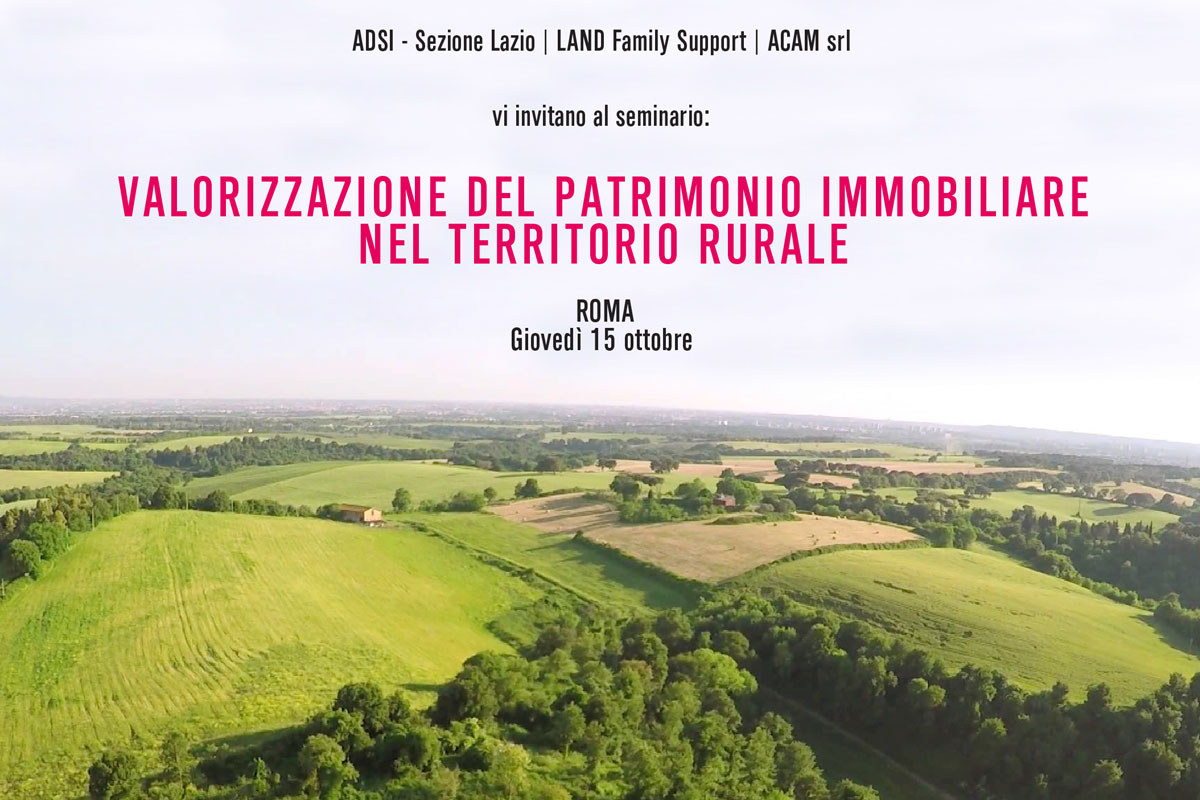 ADSI - Sezione Lazio | LAND Family Support | ACAM srl
vi invitano al seminario:
VALORIZZAZIONE DEL PATRIMONIO IMMOBILIARE
NEL TERRITORIO RURALE
ROMA
Giovedì 15 ottobre